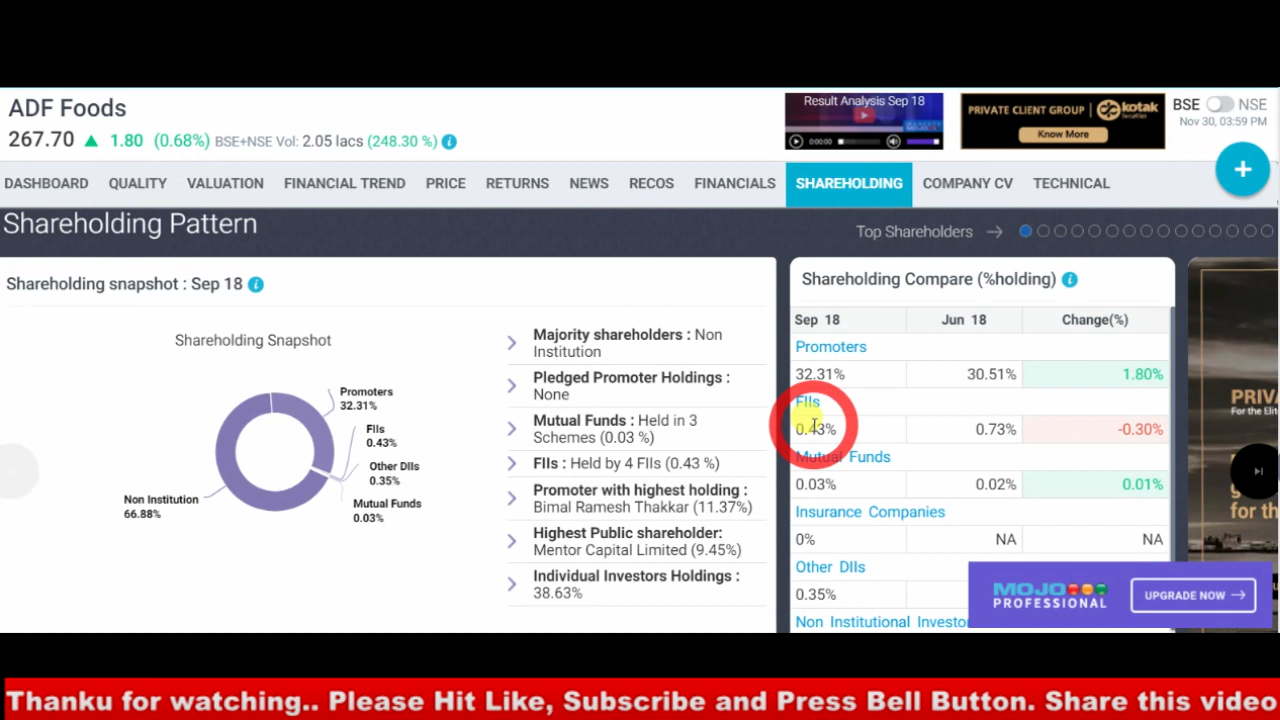 ADF Foods
267.70 ▲ 1.80 (0.68%) BSE+NSE Vol: 2.05 lacs (248.30 %)
Result Analysis Sep 18
0:00:00
PRIVATE CLIENT GROUP
kotak
Securities
Know More
BSE NSE
Nov 30, 03:59 PM
+
DASHBOARD QUALITY VALUATION FINANCIAL TREND PRICE RETURNS NEWS RECOS FINANCIALS SHAREHOLDING COMPANY CV TECHNICAL
Shareholding Pattern
Top Shareholders →
Shareholding snapshot : Sep 18
Shareholding Snapshot
Promoters
32.31%
FIIs
0.43%
Other DIIs
0.35%
Mutual Funds
0.03%
Non Institution
66.88%
Majority shareholders : Non
Institution
Pledged Promoter Holdings :
None
Mutual Funds : Held in 3
Schemes (0.03 %)
FIIs : Held by 4 FIIs (0.43 %)
Promoter with highest holding :
Bimal Ramesh Thakkar (11.37%)
Highest Public shareholder:
Mentor Capital Limited (9.45%)
Individual Investors Holdings :
38.63%
Shareholding Compare (%holding)
Sep 18 Jun 18 Change(%)
Promoters
32.31% 30.51% 1.80%
FIIs
0.43% 0.73% -0.30%
Mutual Funds
0.03% 0.02% 0.01%
Insurance Companies
0% NA NA
Other DIIs
0.35%
Non Institutional Investo
PRIV
For the Elit
for th
MOJO
PROFESSIONAL
UPGRADE NOW →
Thanku for watching.. Please Hit Like, Subscribe and Press Bell Button. Share this video